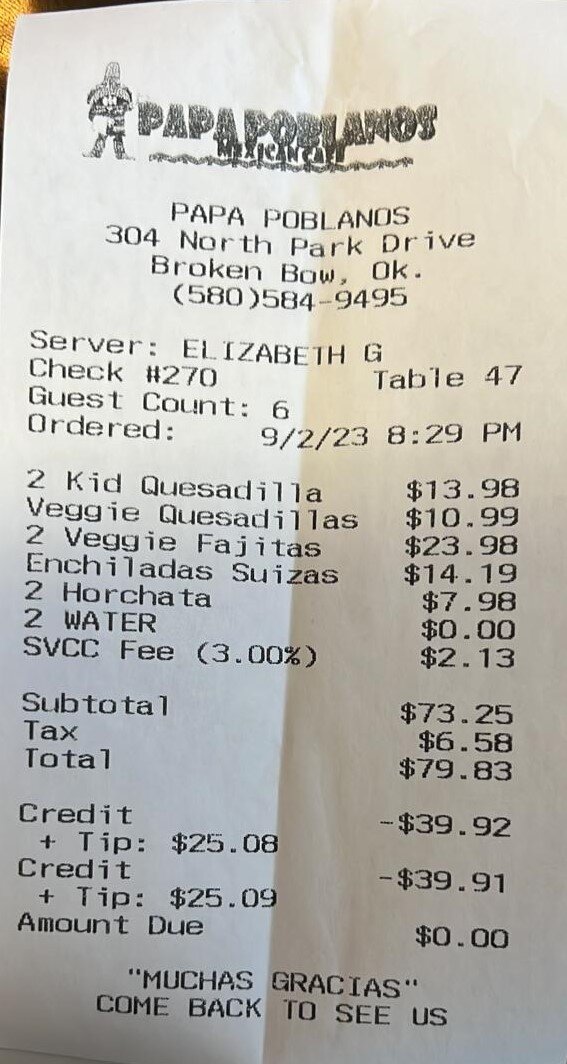 PAPA POBLANOS
MEXICAN CAFE
PAPA POBLANOS
304 North Park Drive
Broken Bow, Ok.
(580)584-9495
Server: ELIZABETH G
Check #270 Table 47
Guest Count: 6
Ordered: 9/2/23 8:29 PM
2 Kid Quesadilla $13.98
Veggie Quesadillas $10.99
2 Veggie Fajitas $23.98
Enchiladas Suizas $14.19
2 Horchata $7.98
2 WATER $0.00
SVCC Fee (3.00%) $2.13
Subtotal $73.25
Tax $6.58
Total $79.83
Credit -$39.92
+ Tip: $25.08
Credit -$39.91
+ Tip: $25.09
Amount Due $0.00
"MUCHAS GRACIAS"
COME BACK TO SEE US